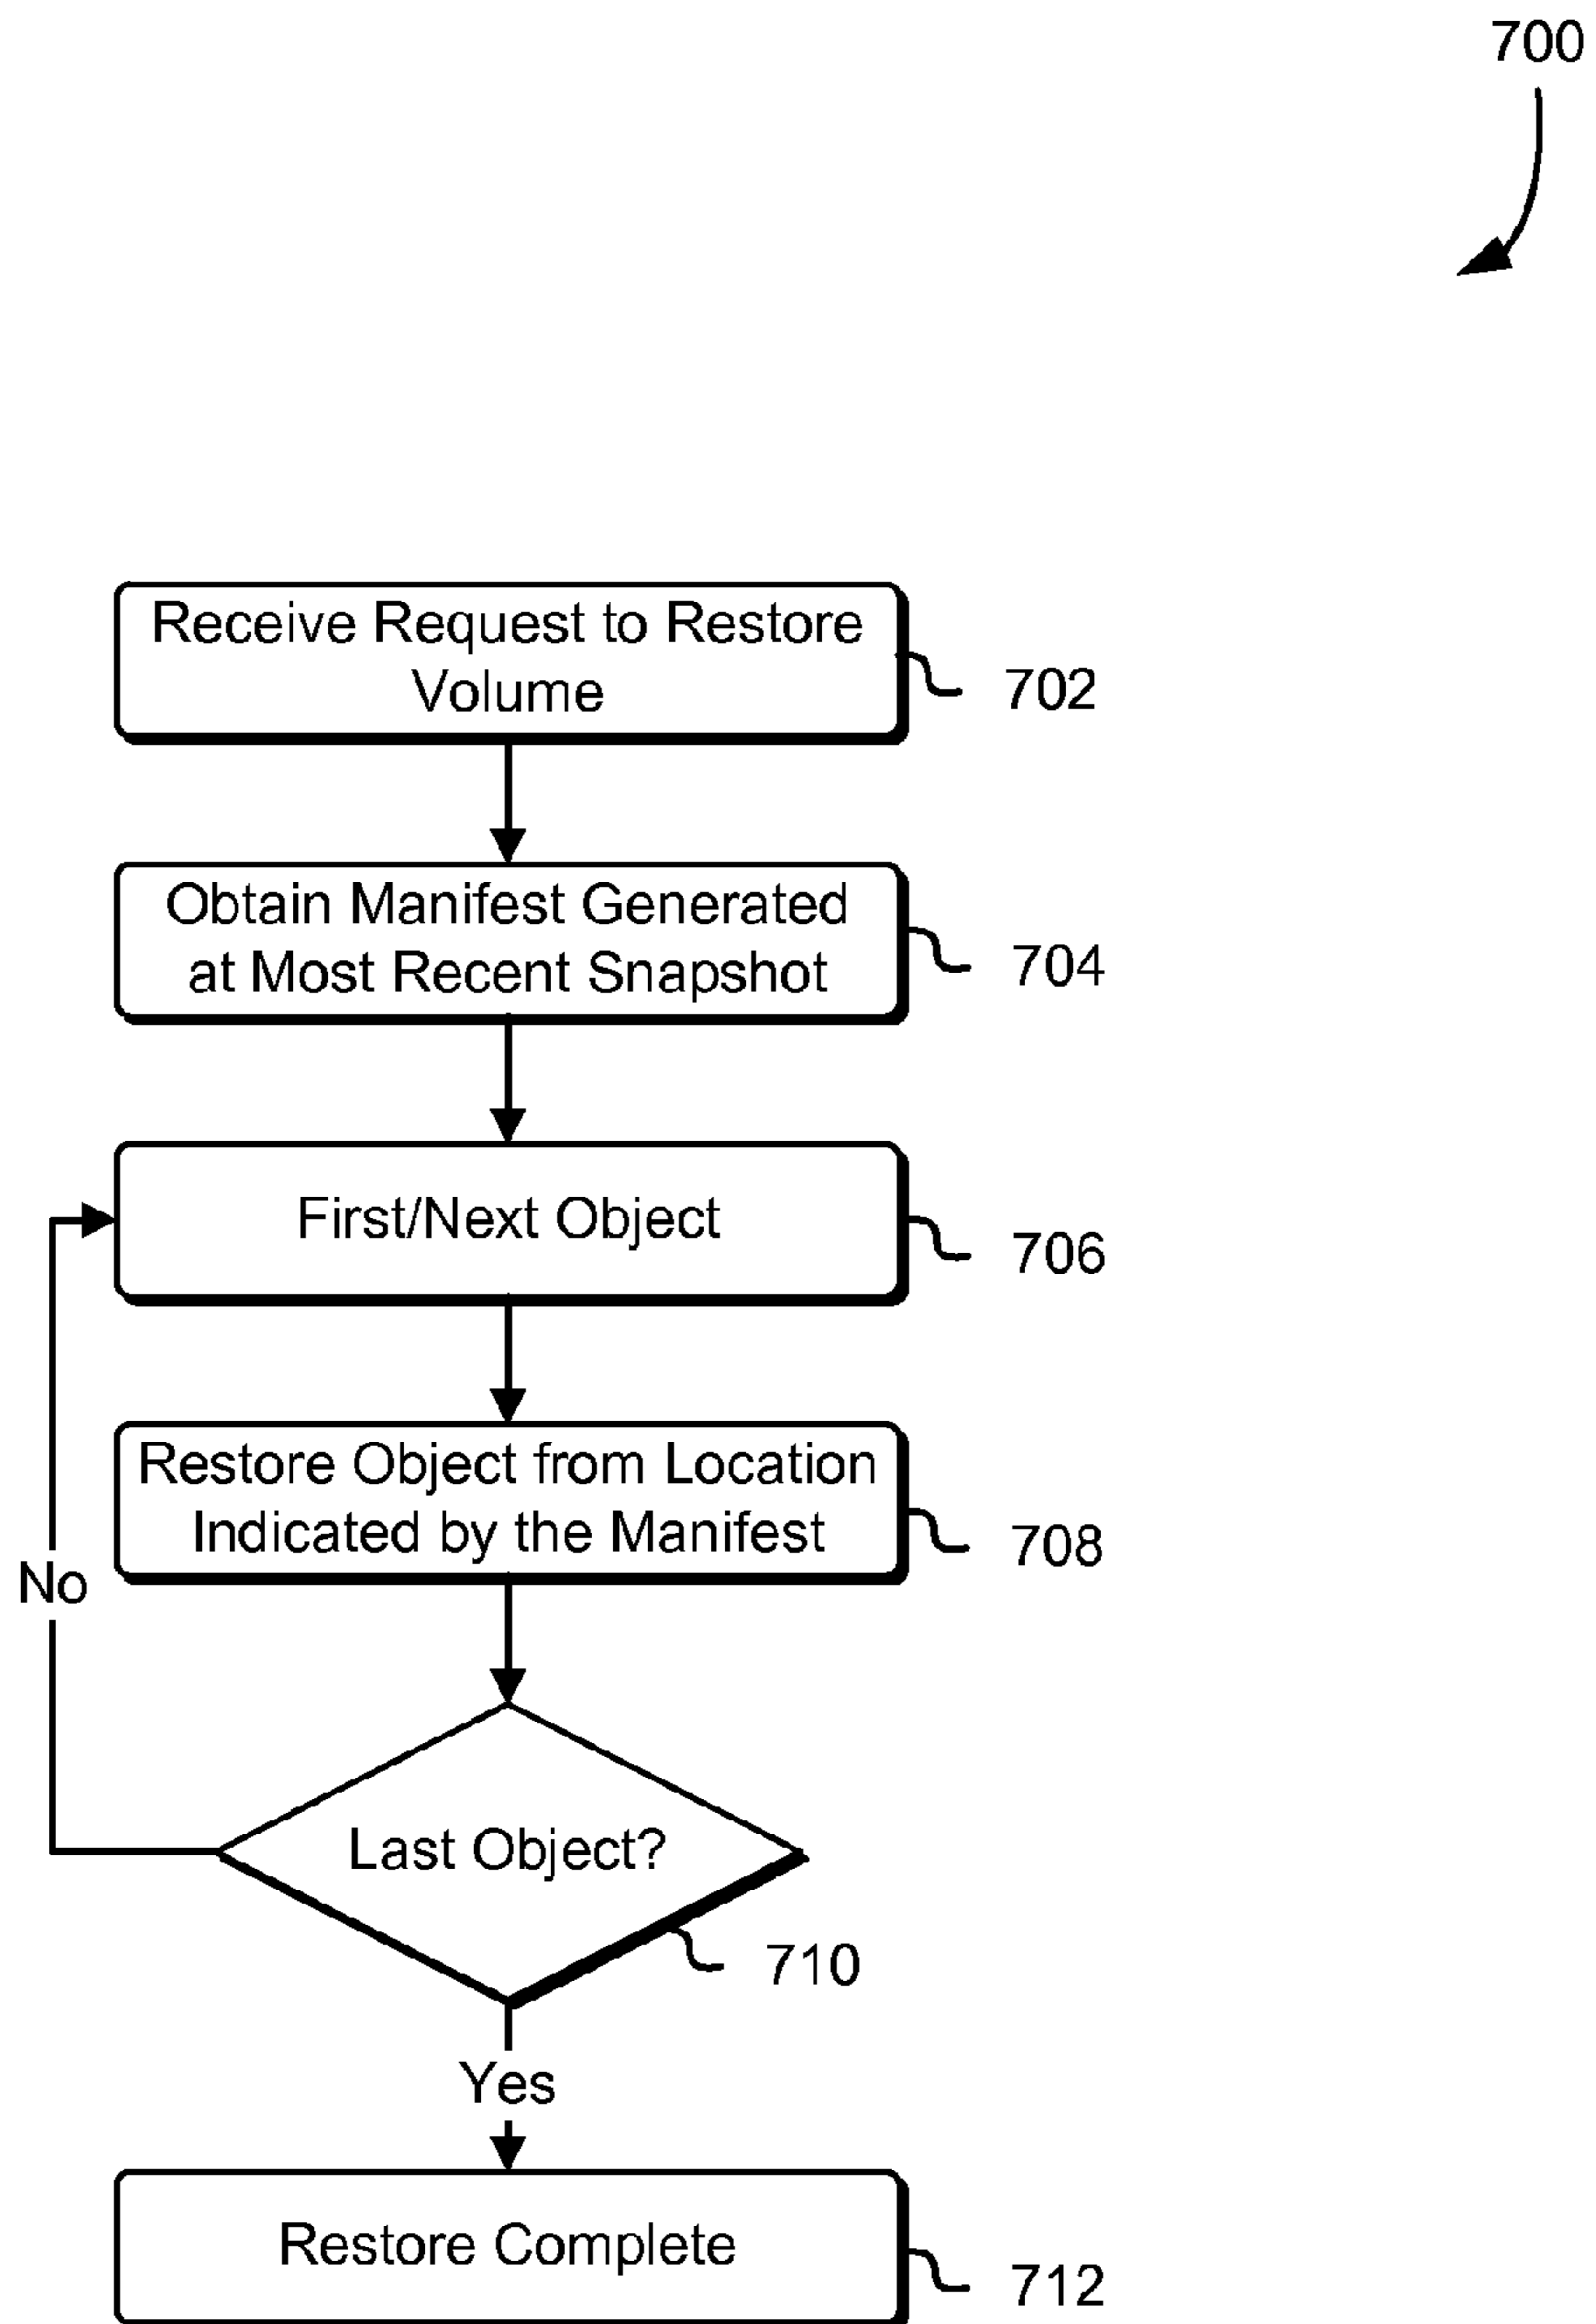 700
Receive Request to Restore
Volume
702
Obtain Manifest Generated
at Most Recent Snapshot
704
First/Next Object
706
Restore Object from Location
Indicated by the Manifest
708
No
Last Object?
710
Yes
Restore Complete
712